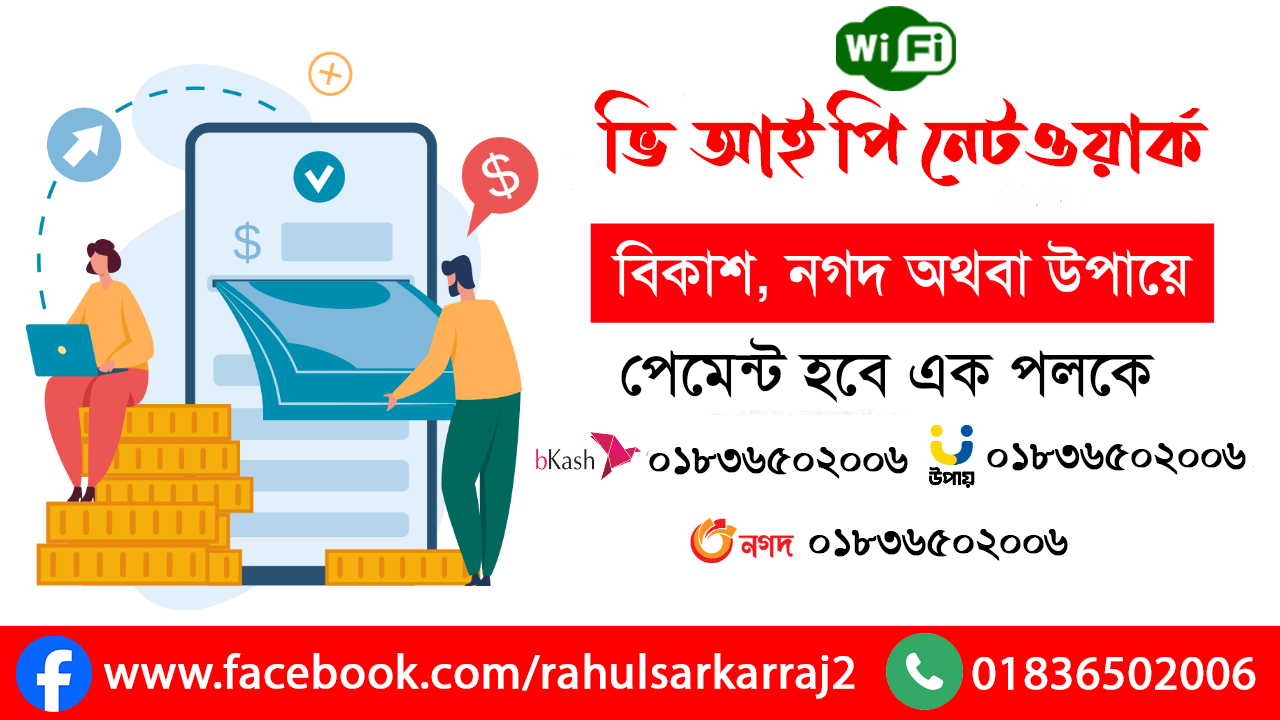 WiFi
ভি আই পি নেটওয়ার্ক
বিকাশ, নগদ অথবা উপায়ে
পেমেন্ট হবে এক পলকে
bKash ০১৮৩৬৫০২০০৬ উপায় ০১৮৩৬৫০২০০৬
নগদ ০১৮৩৬৫০২০০৬
www.facebook.com/rahulsarkarraj2 01836502006